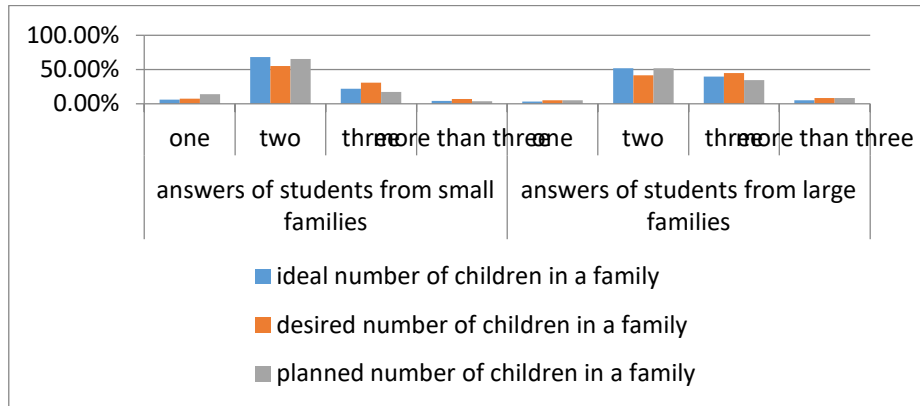 100.00%
50.00%
0.00%
one two three more than three one two three more than three
answers of students from small families
answers of students from large families
ideal number of children in a family
desired number of children in a family
planned number of children in a family